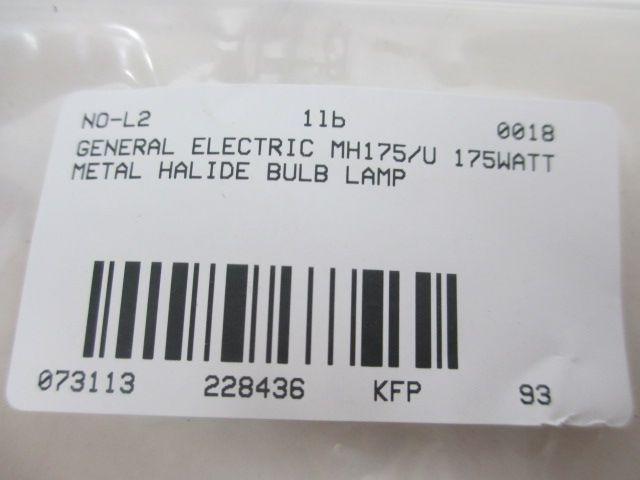 NO-L2 1lb 0018
GENERAL ELECTRIC MH175/U 175WATT
METAL HALIDE BULB LAMP
073113 228436 KFP 93